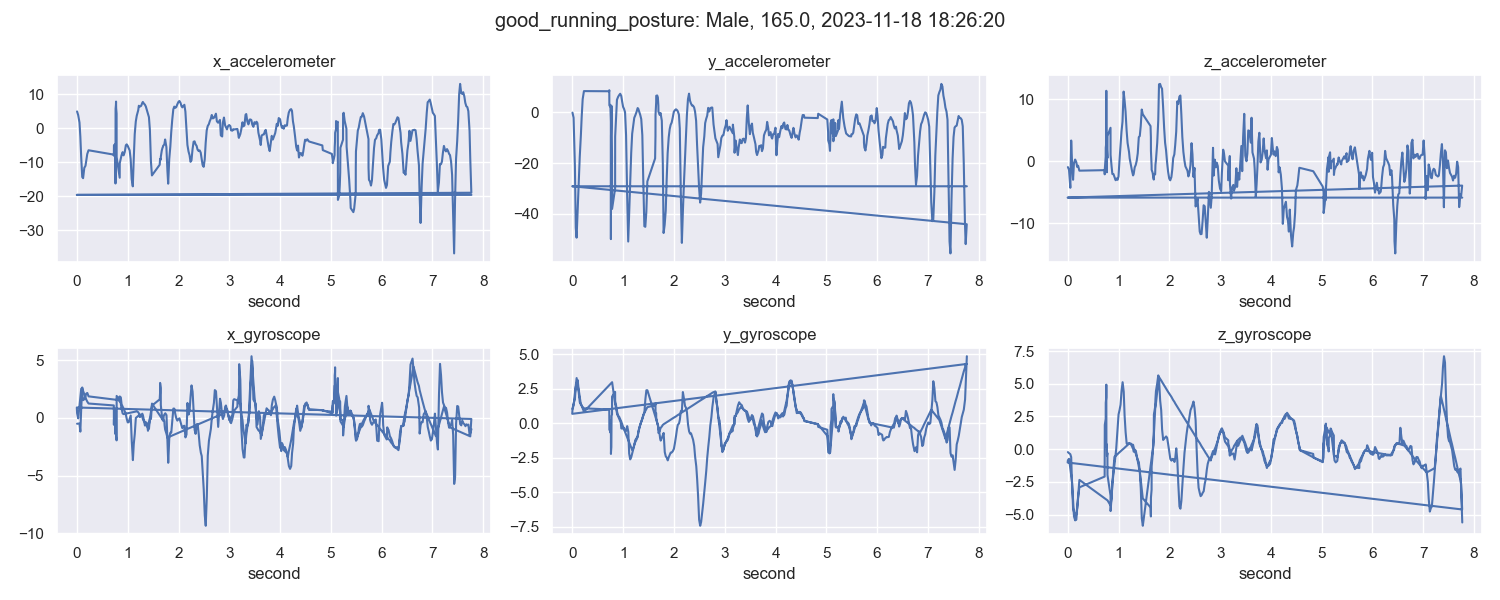 good_running_posture: Male, 165.0, 2023-11-18 18:26:20
x_accelerometer
10
0
−10
−20
−30
0 1 2 3 4 5 6 7 8
second
y_accelerometer
0
−20
−40
0 1 2 3 4 5 6 7 8
second
z_accelerometer
10
0
−10
0 1 2 3 4 5 6 7 8
second
x_gyroscope
5
0
−5
−10
0 1 2 3 4 5 6 7 8
second
y_gyroscope
5.0
2.5
0.0
−2.5
−5.0
−7.5
0 1 2 3 4 5 6 7 8
second
z_gyroscope
7.5
5.0
2.5
0.0
−2.5
−5.0
0 1 2 3 4 5 6 7 8
second